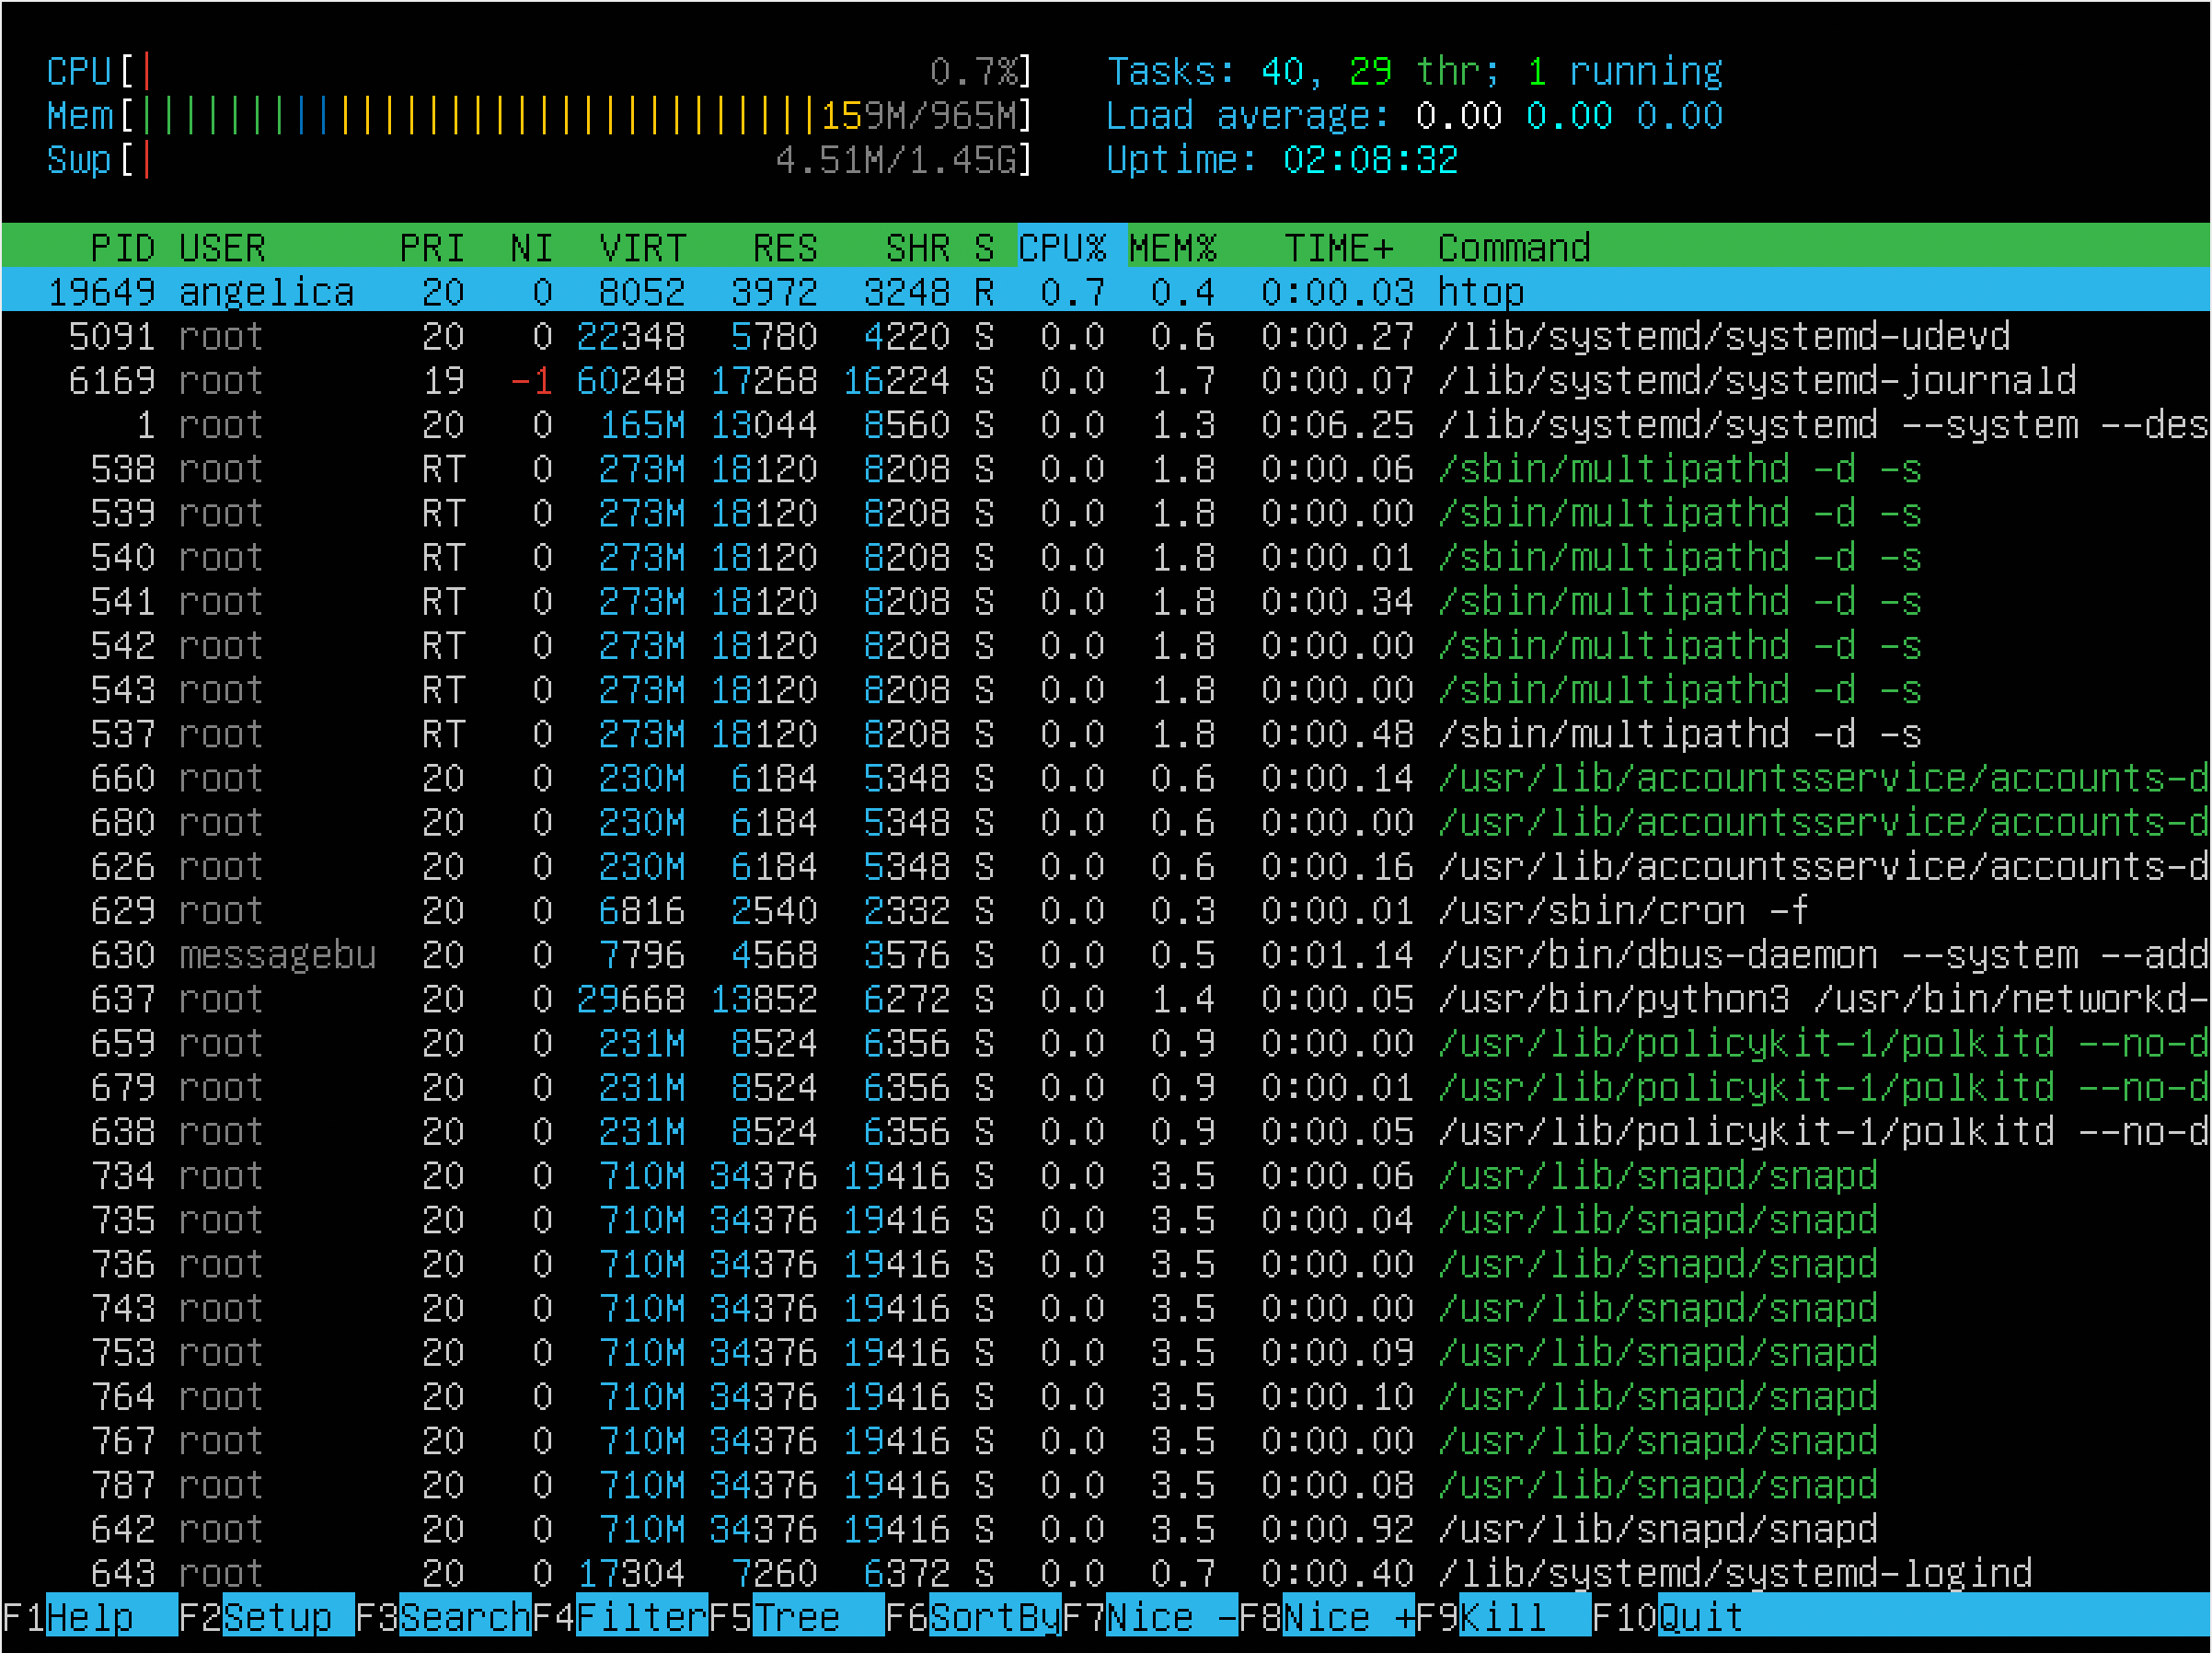 CPU[| 0.7%] Tasks: 40, 29 thr; 1 running
Mem[|||||||||||||||||||||||||||||||159M/965M] Load average: 0.00 0.00 0.00
Swp[| 4.51M/1.45G] Uptime: 02:08:32
PID USER PRI NI VIRT RES SHR S CPU% MEM% TIME+ Command
19649 angelica 20 0 8052 3972 3248 R 0.7 0.4 0:00.03 htop
5091 root 20 0 22348 5780 4220 S 0.0 0.6 0:00.27 /lib/systemd/systemd-udevd
6169 root 19 -1 60248 17268 16224 S 0.0 1.7 0:00.07 /lib/systemd/systemd-journald
1 root 20 0 165M 13044 8560 S 0.0 1.3 0:06.25 /lib/systemd/systemd --system --des
538 root RT 0 273M 18120 8208 S 0.0 1.8 0:00.06 /sbin/multipathd -d -s
539 root RT 0 273M 18120 8208 S 0.0 1.8 0:00.00 /sbin/multipathd -d -s
540 root RT 0 273M 18120 8208 S 0.0 1.8 0:00.01 /sbin/multipathd -d -s
541 root RT 0 273M 18120 8208 S 0.0 1.8 0:00.34 /sbin/multipathd -d -s
542 root RT 0 273M 18120 8208 S 0.0 1.8 0:00.00 /sbin/multipathd -d -s
543 root RT 0 273M 18120 8208 S 0.0 1.8 0:00.00 /sbin/multipathd -d -s
537 root RT 0 273M 18120 8208 S 0.0 1.8 0:00.48 /sbin/multipathd -d -s
660 root 20 0 230M 6184 5348 S 0.0 0.6 0:00.14 /usr/lib/accountsservice/accounts-d
680 root 20 0 230M 6184 5348 S 0.0 0.6 0:00.00 /usr/lib/accountsservice/accounts-d
626 root 20 0 230M 6184 5348 S 0.0 0.6 0:00.16 /usr/lib/accountsservice/accounts-d
629 root 20 0 6816 2540 2332 S 0.0 0.3 0:00.01 /usr/sbin/cron -f
630 messagebu 20 0 7796 4568 3576 S 0.0 0.5 0:01.14 /usr/bin/dbus-daemon --system --add
637 root 20 0 29668 13852 6272 S 0.0 1.4 0:00.05 /usr/bin/python3 /usr/bin/networkd-
659 root 20 0 231M 8524 6356 S 0.0 0.9 0:00.00 /usr/lib/policykit-1/polkitd --no-d
679 root 20 0 231M 8524 6356 S 0.0 0.9 0:00.01 /usr/lib/policykit-1/polkitd --no-d
638 root 20 0 231M 8524 6356 S 0.0 0.9 0:00.05 /usr/lib/policykit-1/polkitd --no-d
734 root 20 0 710M 34376 19416 S 0.0 3.5 0:00.06 /usr/lib/snapd/snapd
735 root 20 0 710M 34376 19416 S 0.0 3.5 0:00.04 /usr/lib/snapd/snapd
736 root 20 0 710M 34376 19416 S 0.0 3.5 0:00.00 /usr/lib/snapd/snapd
743 root 20 0 710M 34376 19416 S 0.0 3.5 0:00.00 /usr/lib/snapd/snapd
753 root 20 0 710M 34376 19416 S 0.0 3.5 0:00.09 /usr/lib/snapd/snapd
764 root 20 0 710M 34376 19416 S 0.0 3.5 0:00.10 /usr/lib/snapd/snapd
767 root 20 0 710M 34376 19416 S 0.0 3.5 0:00.00 /usr/lib/snapd/snapd
787 root 20 0 710M 34376 19416 S 0.0 3.5 0:00.08 /usr/lib/snapd/snapd
642 root 20 0 710M 34376 19416 S 0.0 3.5 0:00.92 /usr/lib/snapd/snapd
643 root 20 0 17304 7260 6372 S 0.0 0.7 0:00.40 /lib/systemd/systemd-logind
F1Help F2Setup F3SearchF4FilterF5Tree F6SortByF7Nice -F8Nice +F9Kill F10Quit